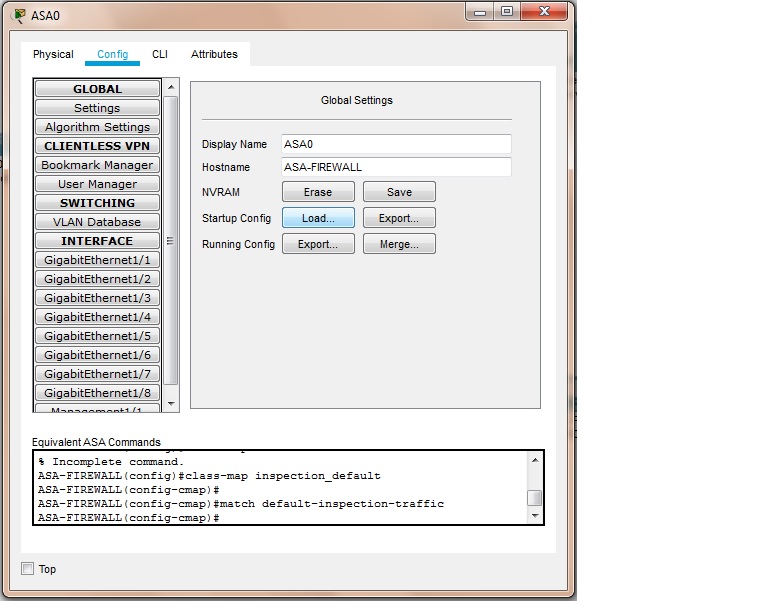 ASA0
Physical Config CLI Attributes
GLOBAL
Settings
Algorithm Settings
CLIENTLESS VPN
Bookmark Manager
User Manager
SWITCHING
VLAN Database
INTERFACE
GigabitEthernet1/1
GigabitEthernet1/2
GigabitEthernet1/3
GigabitEthernet1/4
GigabitEthernet1/5
GigabitEthernet1/6
GigabitEthernet1/7
GigabitEthernet1/8
Management1/1
Global Settings
Display Name ASA0
Hostname ASA-FIREWALL
NVRAM Erase Save
Startup Config Load... Export...
Running Config Export... Merge...
Equivalent ASA Commands
% Incomplete command.
ASA-FIREWALL(config)#class-map inspection_default
ASA-FIREWALL(config-cmap)#
ASA-FIREWALL(config-cmap)#match default-inspection-traffic
ASA-FIREWALL(config-cmap)#
Top